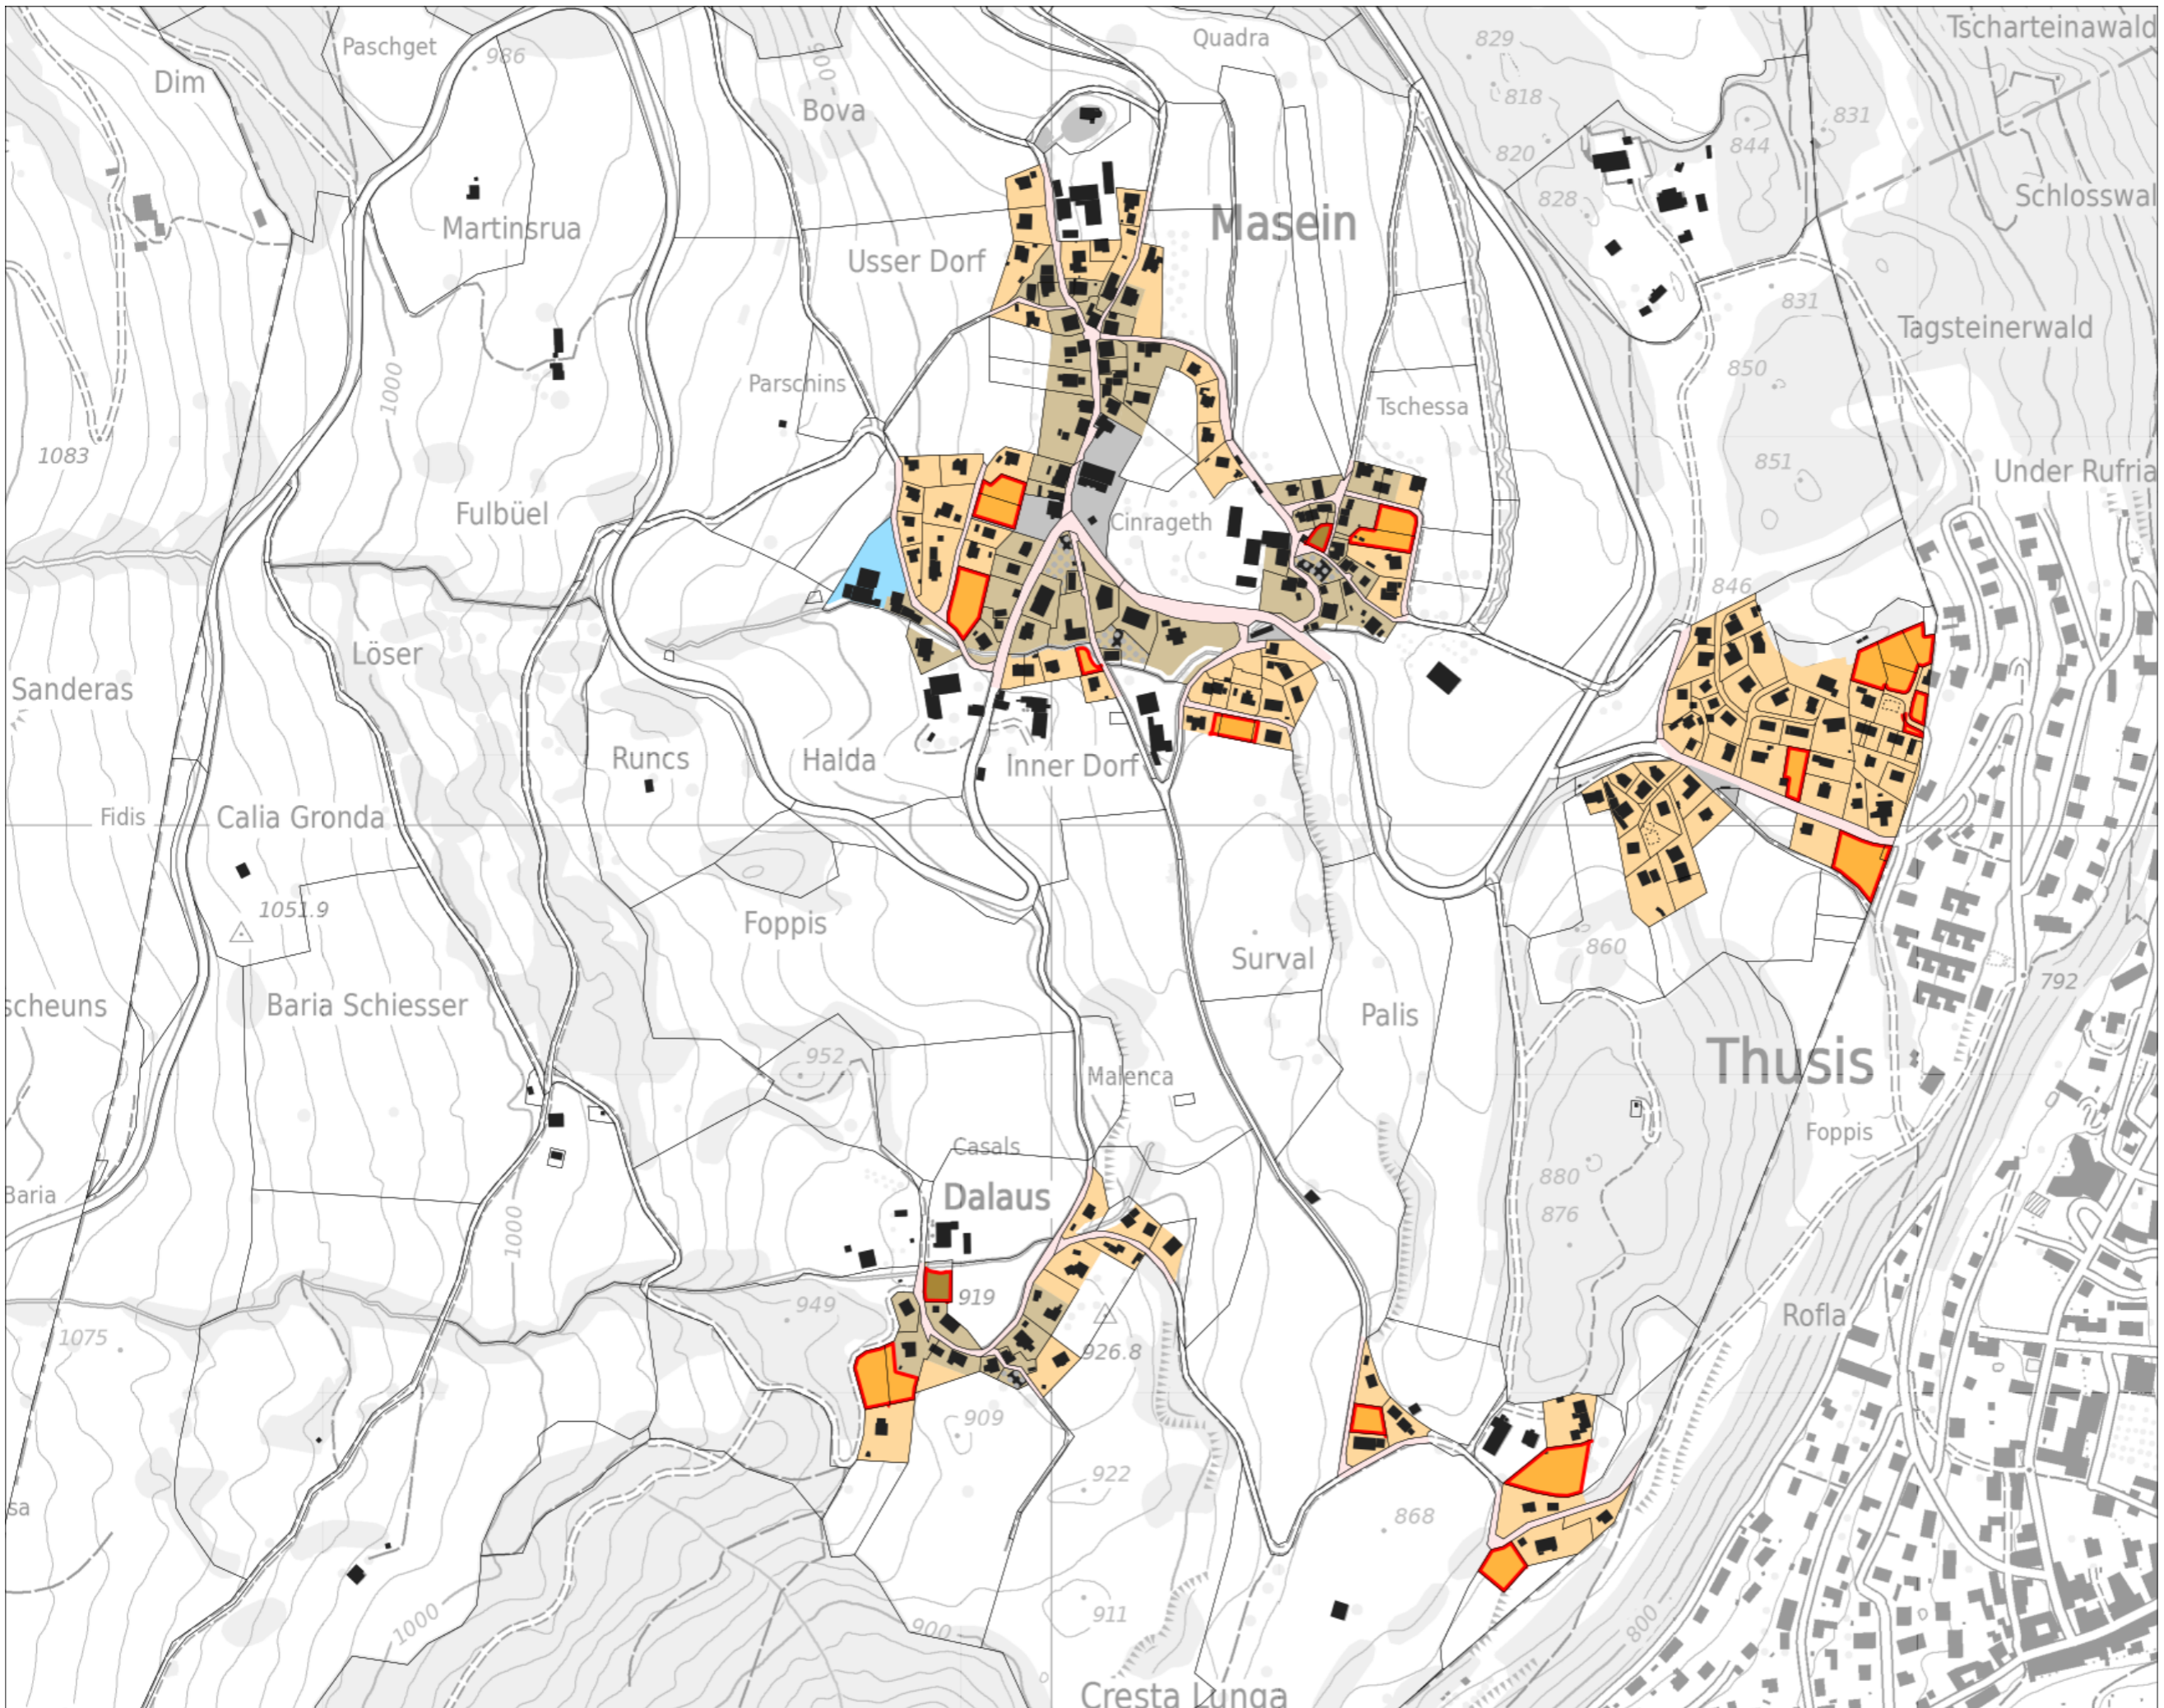 Tscharteinawald
Paschget
986
Quadra
829
Dim
900
Bova
818
831
820
844
828
Schlosswal
Masein
Martinsrua
Usser Dorf
831
Tagsteinerwald
850
1000
Parschins
Tschessa
1083
851
Under Rufria
Fulbüel
Cinrageth
846
Löser
Sanderas
Runcs
Halda
Inner Dorf
Fidis
Calia Gronda
1051.9
Foppis
860
Surval
792
scheuns
Baria Schiesser
Palis
952
Thusis
Malenca
Foppis
Casals
880
Baria
Dalaus
876
1000
949
919
Rofla
1075
926.8
909
922
sa
868
911
1000
900
800
Cresta Lunga